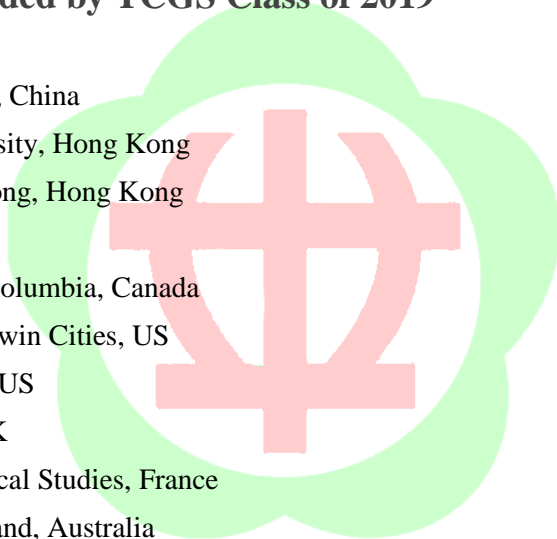 ded by TCGS Class of 2019
, China
sity, Hong Kong
ong, Hong Kong
olumbia, Canada
win Cities, US
US
K
cal Studies, France
and, Australia